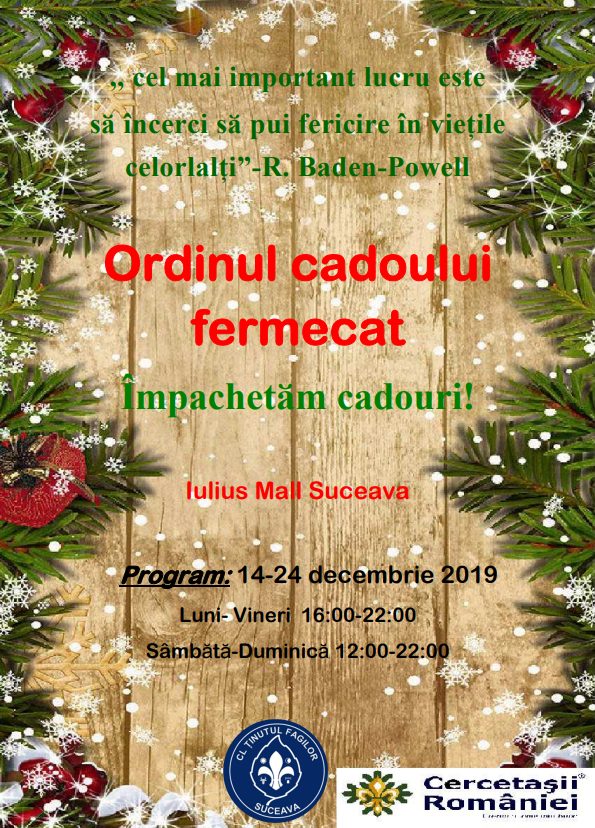 ,, cel mai important lucru este
să încerci să pui fericire în viețile
celorlalți”-R. Baden-Powell
Ordinul cadoului
fermecat
Împachetăm cadouri!
Iulius Mall Suceava
Program: 14-24 decembrie 2019
Luni- Vineri 16:00-22:00
Sâmbătă-Duminică 12:00-22:00
CL ȚINUTUL FAGILOR
SUCEAVA
Cercetaşii
României